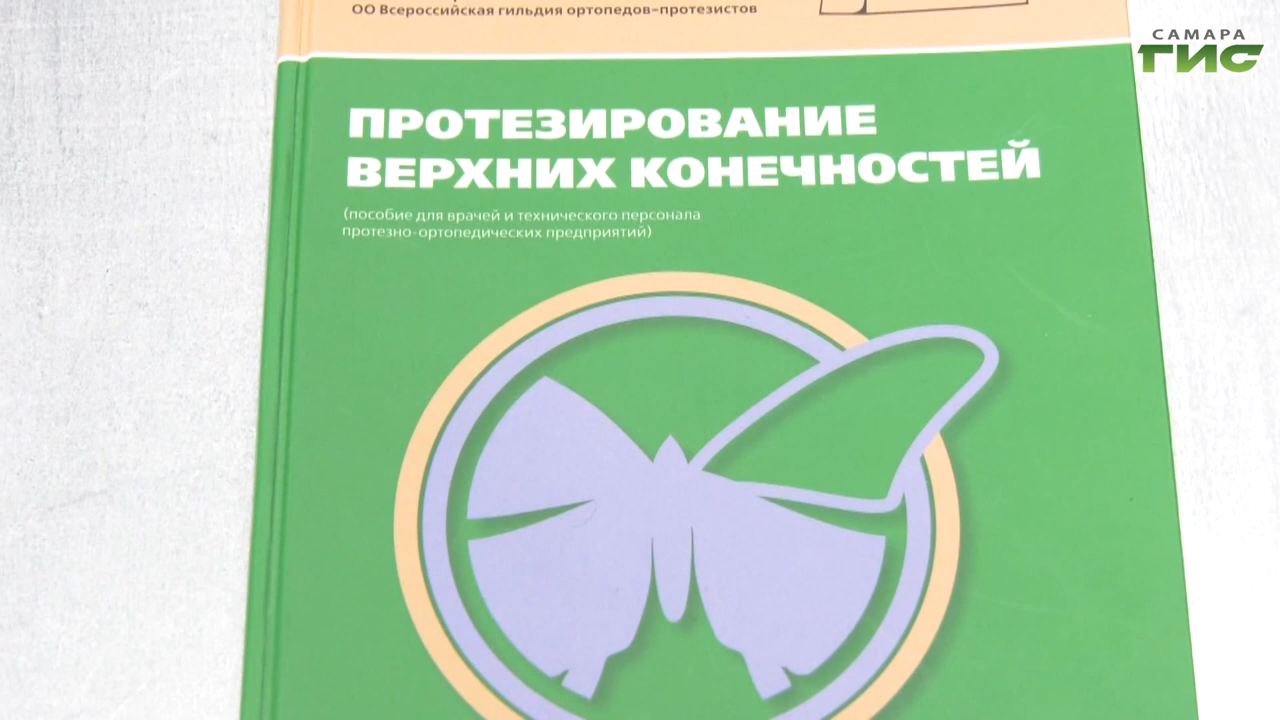 ОО Всероссийская гильдия ортопедов-протезистов
САМАРА
ГИС
ПРОТЕЗИРОВАНИЕ
ВЕРХНИХ КОНЕЧНОСТЕЙ
(пособие для врачей и технического персонала
протезно-ортопедических предприятий)